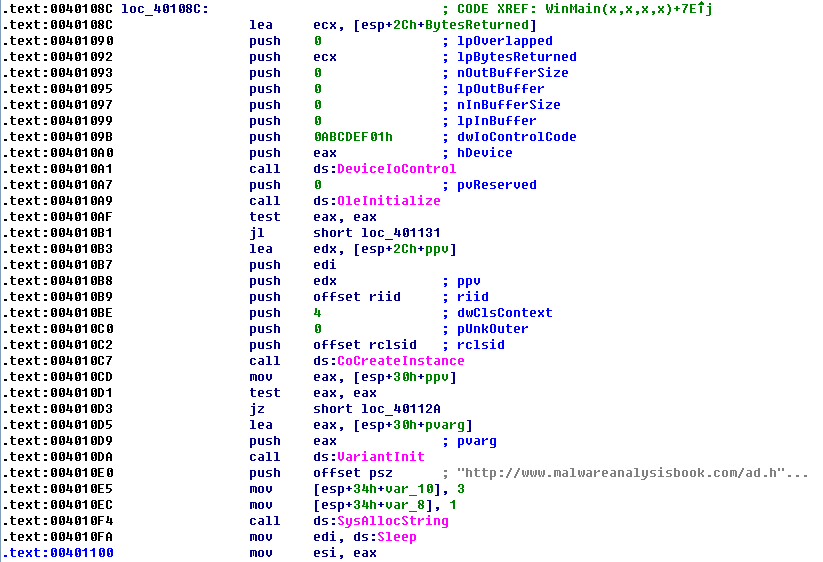 .text:0040108C loc_40108C: ; CODE XREF: WinMain(x,x,x,x)+7E↑j
.text:0040108C lea ecx, [esp+2Ch+BytesReturned]
.text:00401090 push 0 ; lpOverlapped
.text:00401092 push ecx ; lpBytesReturned
.text:00401093 push 0 ; nOutBufferSize
.text:00401095 push 0 ; lpOutBuffer
.text:00401097 push 0 ; nInBufferSize
.text:00401099 push 0 ; lpInBuffer
.text:0040109B push 0ABCDEF01h ; dwIoControlCode
.text:004010A0 push eax ; hDevice
.text:004010A1 call ds:DeviceIoControl
.text:004010A7 push 0 ; pvReserved
.text:004010A9 call ds:OleInitialize
.text:004010AF test eax, eax
.text:004010B1 jl short loc_401131
.text:004010B3 lea edx, [esp+2Ch+ppv]
.text:004010B7 push edi
.text:004010B8 push edx ; ppv
.text:004010B9 push offset riid ; riid
.text:004010BE push 4 ; dwClsContext
.text:004010C0 push 0 ; pUnkOuter
.text:004010C2 push offset rclsid ; rclsid
.text:004010C7 call ds:CoCreateInstance
.text:004010CD mov eax, [esp+30h+ppv]
.text:004010D1 test eax, eax
.text:004010D3 jz short loc_40112A
.text:004010D5 lea eax, [esp+30h+pvarg]
.text:004010D9 push eax ; pvarg
.text:004010DA call ds:VariantInit
.text:004010E0 push offset psz ; "http://www.malwareanalysisbook.com/ad.h"...
.text:004010E5 mov [esp+34h+var_10], 3
.text:004010EC mov [esp+34h+var_8], 1
.text:004010F4 call ds:SysAllocString
.text:004010FA mov edi, ds:Sleep
.text:00401100 mov esi, eax